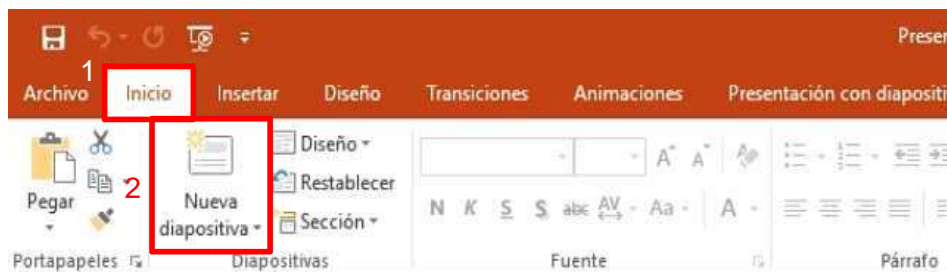 Presen
1
Archivo Inicio Insertar Diseño Transiciones Animaciones Presentación con diapositi
2
Pegar
Nueva diapositiva
Diseño
Restablecer
Sección
N K S S abc AV Aa A
Portapapeles Diapositivas Fuente Párrafo